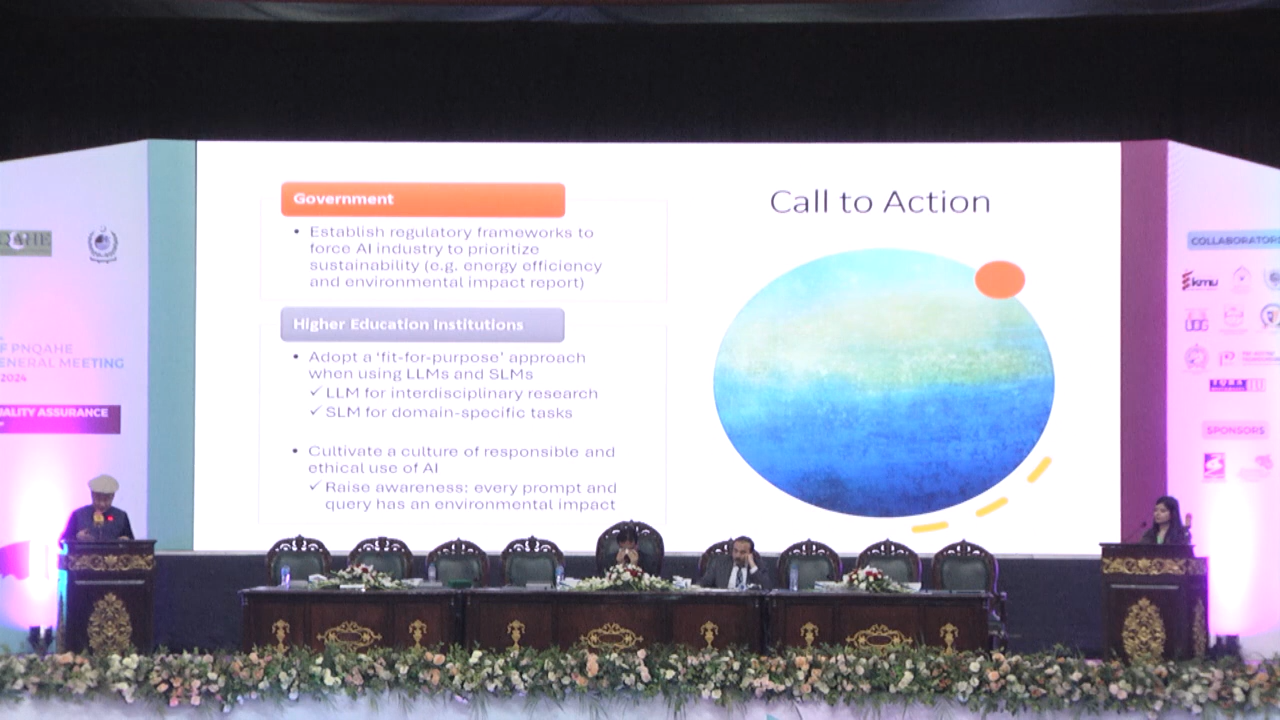 Call to Action
Government
• Establish regulatory frameworks to
force AI industry to prioritize
sustainability (e.g. energy efficiency
and environmental impact report)
Higher Education Institutions
• Adopt a ‘fit-for-purpose’ approach
when using LLMs and SLMs
✓ LLM for interdisciplinary research
✓ SLM for domain-specific tasks
• Cultivate a culture of responsible and
ethical use of AI
✓ Raise awareness: every prompt and
query has an environmental impact
QAHE
F PNQAHE
ENERAL MEETING
2024
ALITY ASSURANCE
COLLABORATORS
kmu
SPONSORS